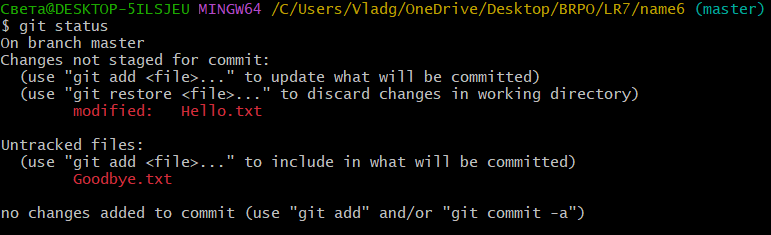 Света@DESKTOP-5ILSJEU MINGW64 /C/Users/Vladg/OneDrive/Desktop/BRPO/LR7/name6 (master)
$ git status
On branch master
Changes not staged for commit:
  (use "git add <file>..." to update what will be committed)
  (use "git restore <file>..." to discard changes in working directory)
        modified:   Hello.txt

Untracked files:
  (use "git add <file>..." to include in what will be committed)
        Goodbye.txt

no changes added to commit (use "git add" and/or "git commit -a")